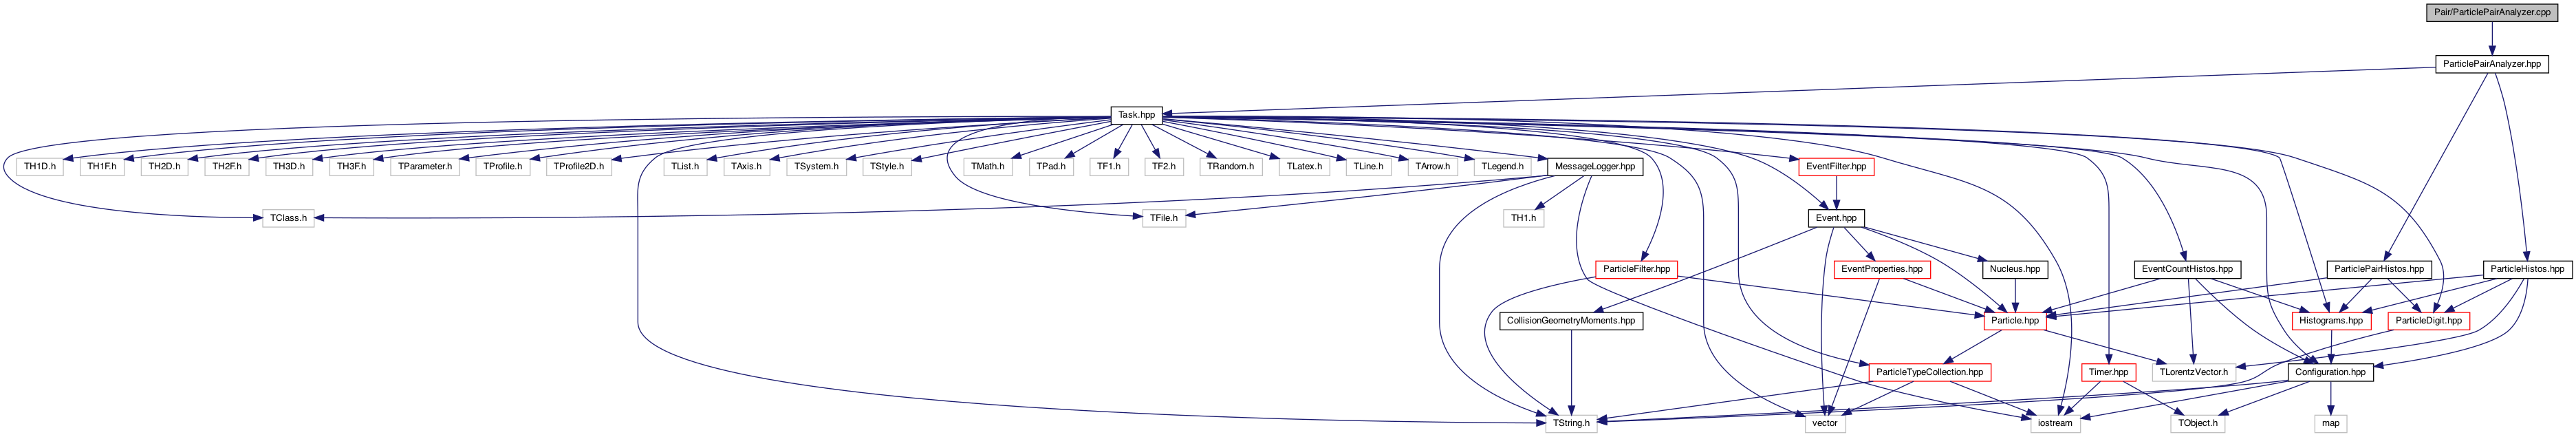 Pair/ParticlePairAnalyzer.cpp
ParticlePairAnalyzer.hpp
Task.hpp
TH1D.h
TH1F.h
TH2D.h
TH2F.h
TH3D.h
TH3F.h
TParameter.h
TProfile.h
TProfile2D.h
TList.h
TAxis.h
TSystem.h
TStyle.h
TMath.h
TPad.h
TF1.h
TF2.h
TRandom.h
TLatex.h
TLine.h
TArrow.h
TLegend.h
MessageLogger.hpp
EventFilter.hpp
TClass.h
TFile.h
TH1.h
Event.hpp
ParticleFilter.hpp
EventProperties.hpp
Nucleus.hpp
EventCountHistos.hpp
ParticlePairHistos.hpp
ParticleHistos.hpp
CollisionGeometryMoments.hpp
Particle.hpp
Histograms.hpp
ParticleDigit.hpp
ParticleTypeCollection.hpp
Timer.hpp
TLorentzVector.h
Configuration.hpp
TString.h
vector
iostream
TObject.h
map